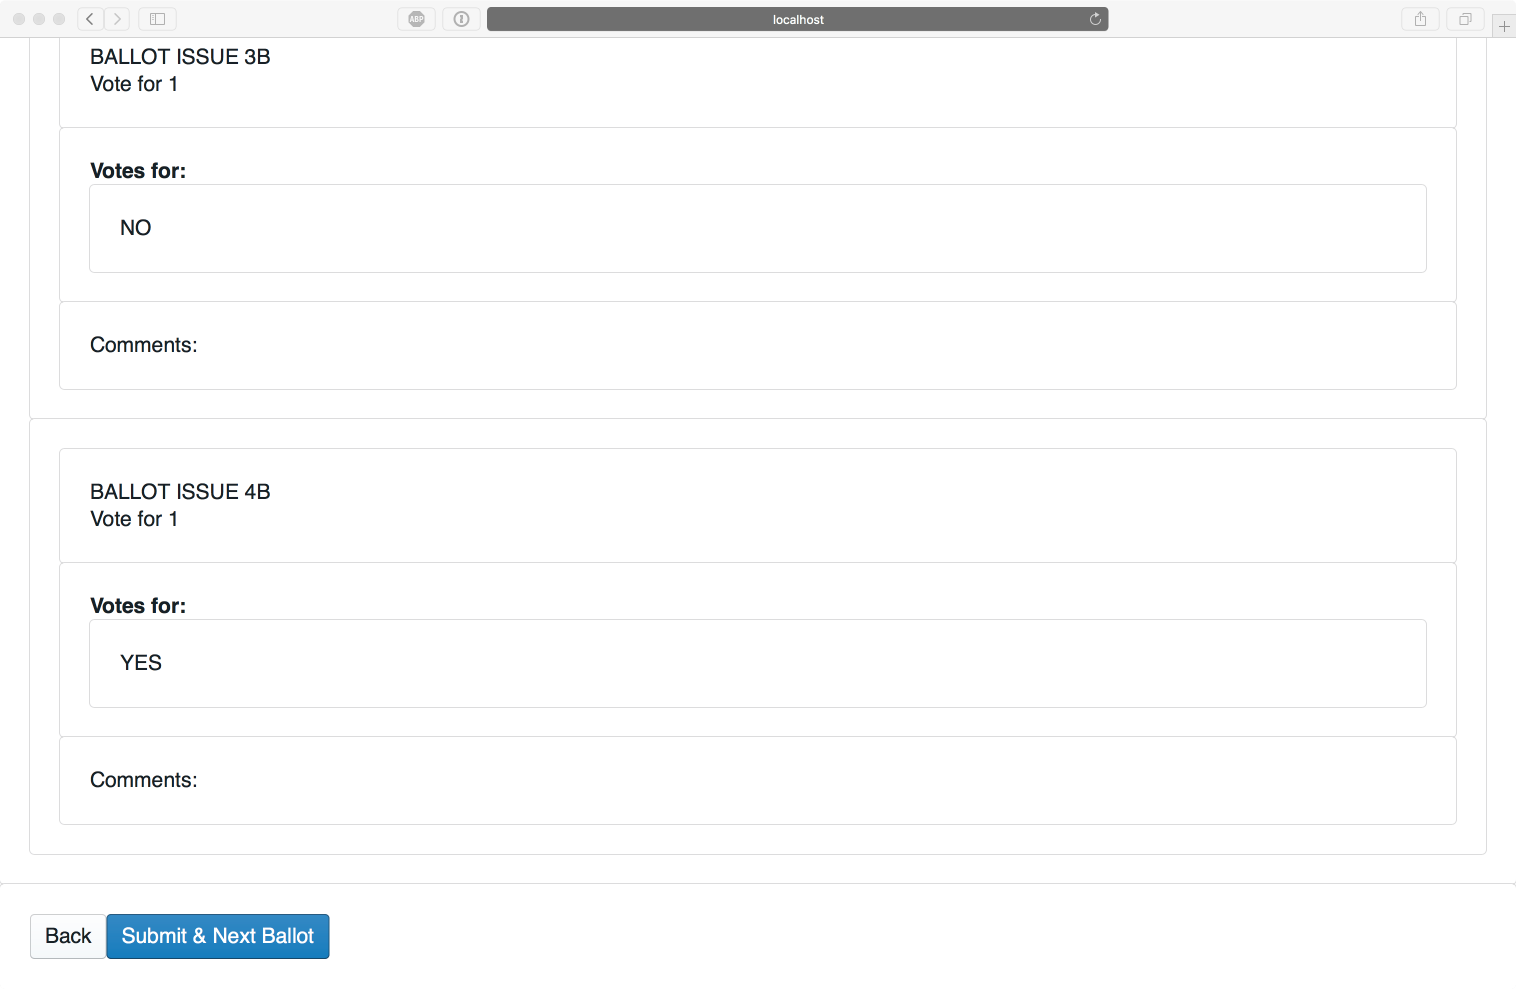 ABP
localhost
BALLOT ISSUE 3B
Vote for 1
Votes for:
NO
Comments:
BALLOT ISSUE 4B
Vote for 1
Votes for:
YES
Comments:
Back
Submit & Next Ballot